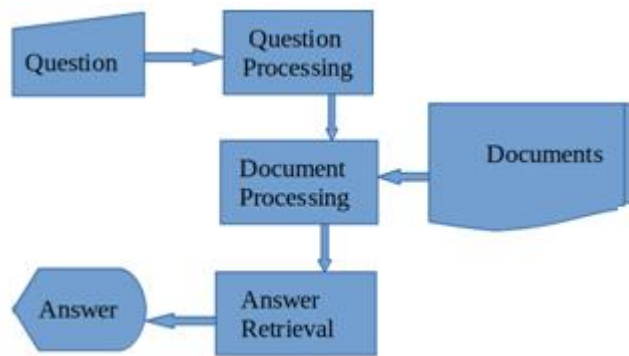 Question
Question
Processing
Document
Processing
Documents
Answer
Answer
Retrieval